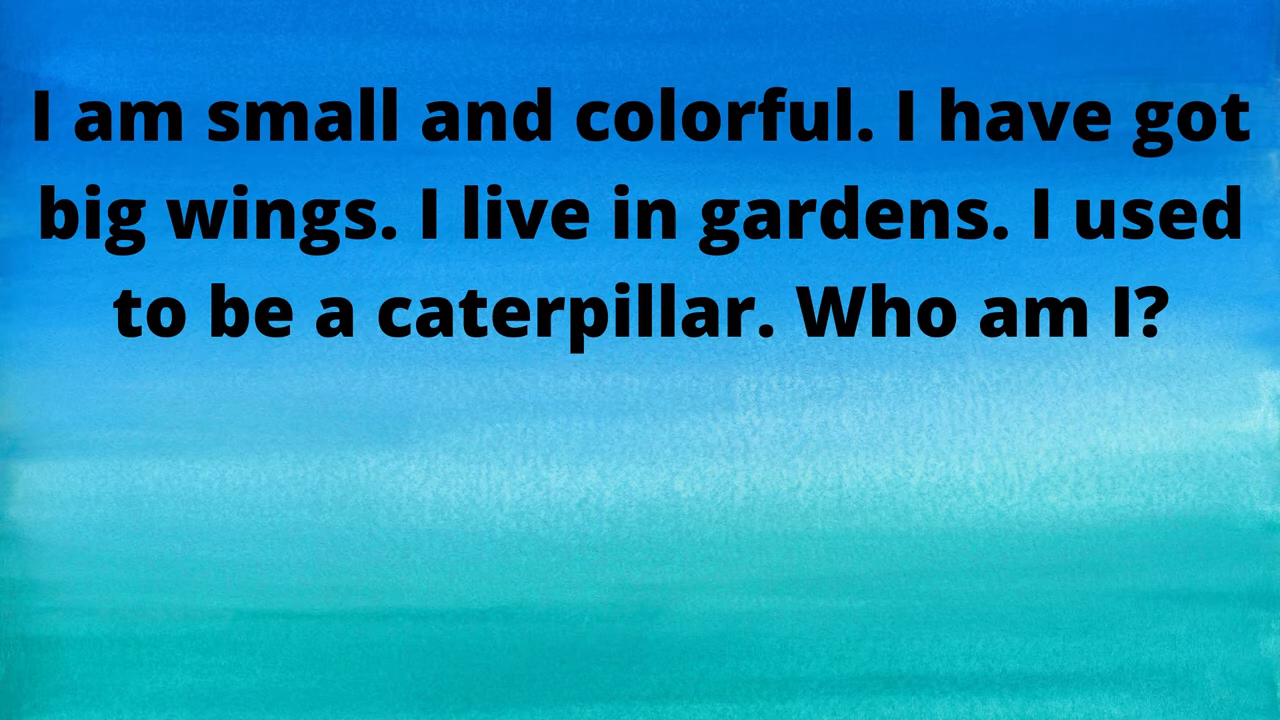 I am small and colorful. I have got
big wings. I live in gardens. I used
to be a caterpillar. Who am I?